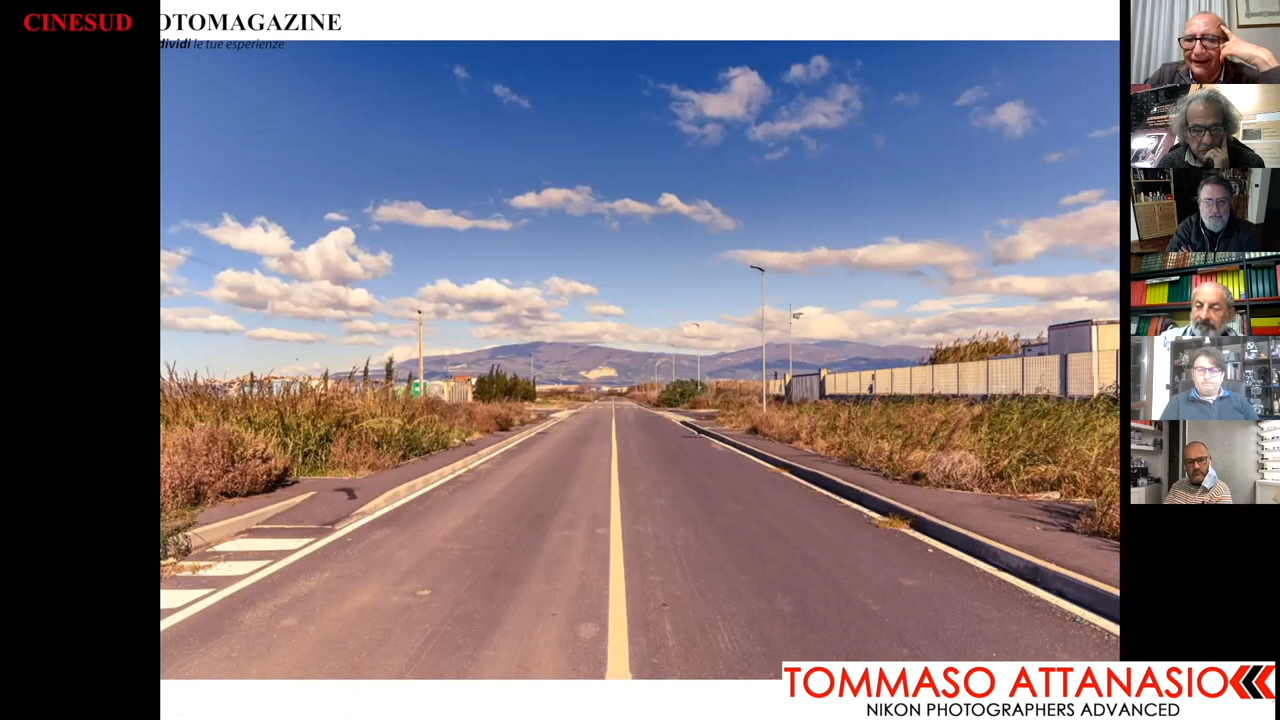 CINESUD OTOMAGAZINE
dividi le tue esperienze
TOMMASO ATTANASIO
NIKON PHOTOGRAPHERS ADVANCED